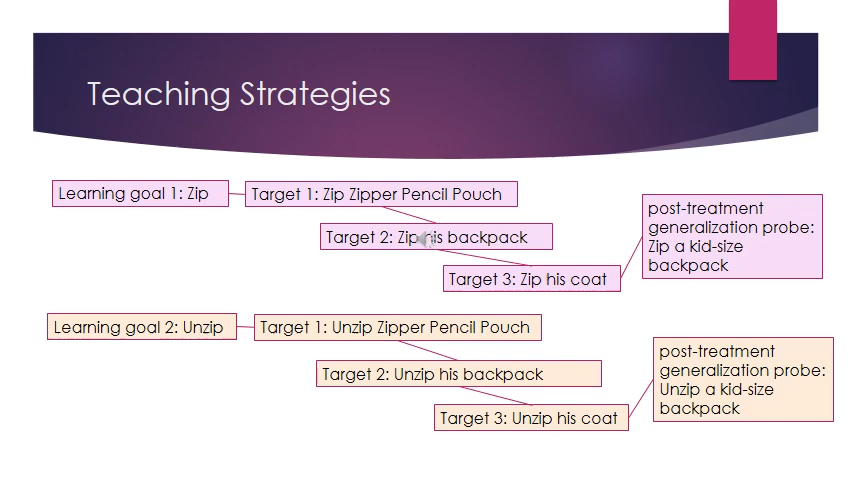 Teaching Strategies
Learning goal 1: Zip
Target 1: Zip Zipper Pencil Pouch
Target 2: Zip his backpack
Target 3: Zip his coat
post-treatment
generalization probe:
Zip a kid-size
backpack
Learning goal 2: Unzip
Target 1: Unzip Zipper Pencil Pouch
Target 2: Unzip his backpack
Target 3: Unzip his coat
post-treatment
generalization probe:
Unzip a kid-size
backpack